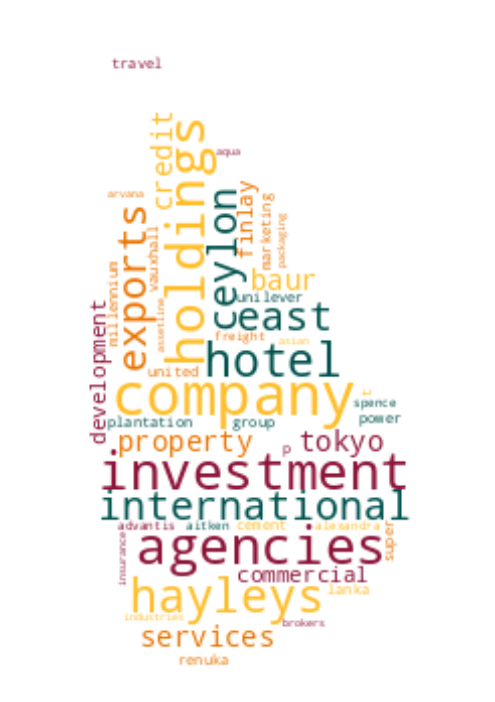 travel
credit
holdings
aqua
arvana
exports
ceylon
finlay
marketing
packaging
vauxhall
millennium
baur
unilever
assetline
east
development
freight
asian
hotel
united
company
t
spence
plantation
group
power
property
p
tokyo
investment
international
advantis
aitken
cement
alexandra
super
insurance
agencies
commercial
hayleys
lanka
industries
brokers
services
renuka